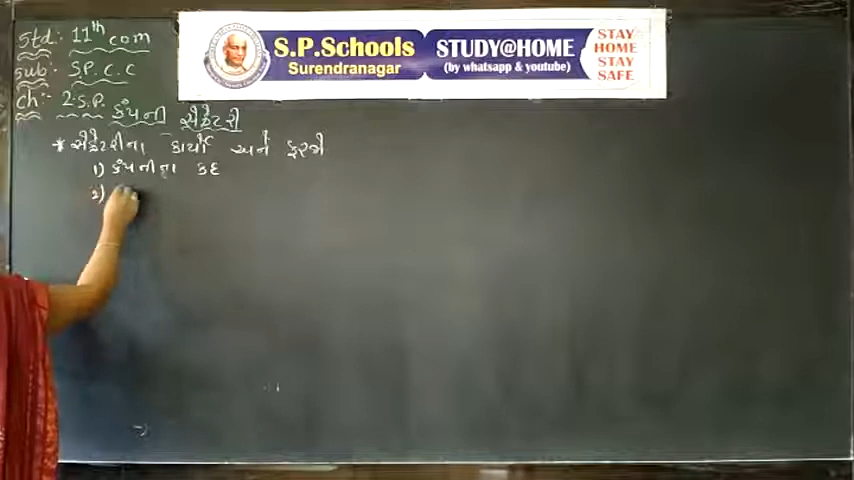 S.P.Schools
Surendranagar
STUDY@HOME
(by whatsapp & youtube)
STAY
HOME
STAY
SAFE
Std:- 11th com
Sub:- S.P.C.C
Ch:- 2.S.P. કંપની સેક્રેટરી
* સેક્રેટરીના કાર્યો અને ફરજો
1) કંપનીના કદ
2)